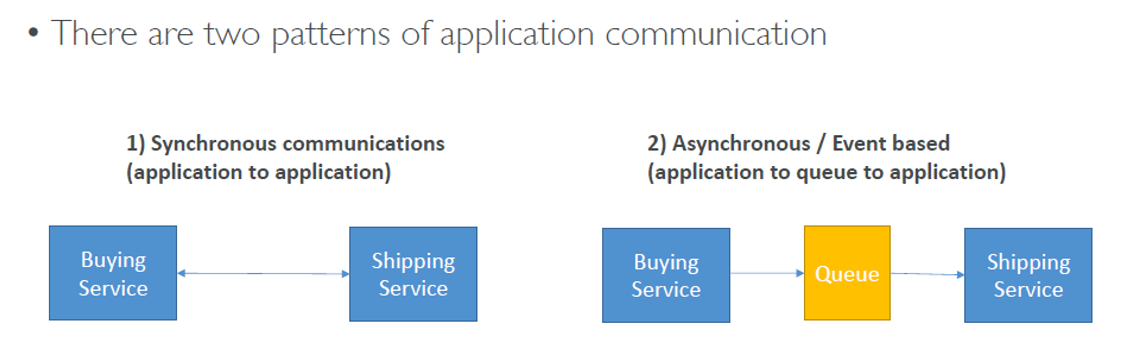 • There are two patterns of application communication
1) Synchronous communications
(application to application)
2) Asynchronous / Event based
(application to queue to application)
Buying
Service
Shipping
Service
Buying
Service
Queue
Shipping
Service